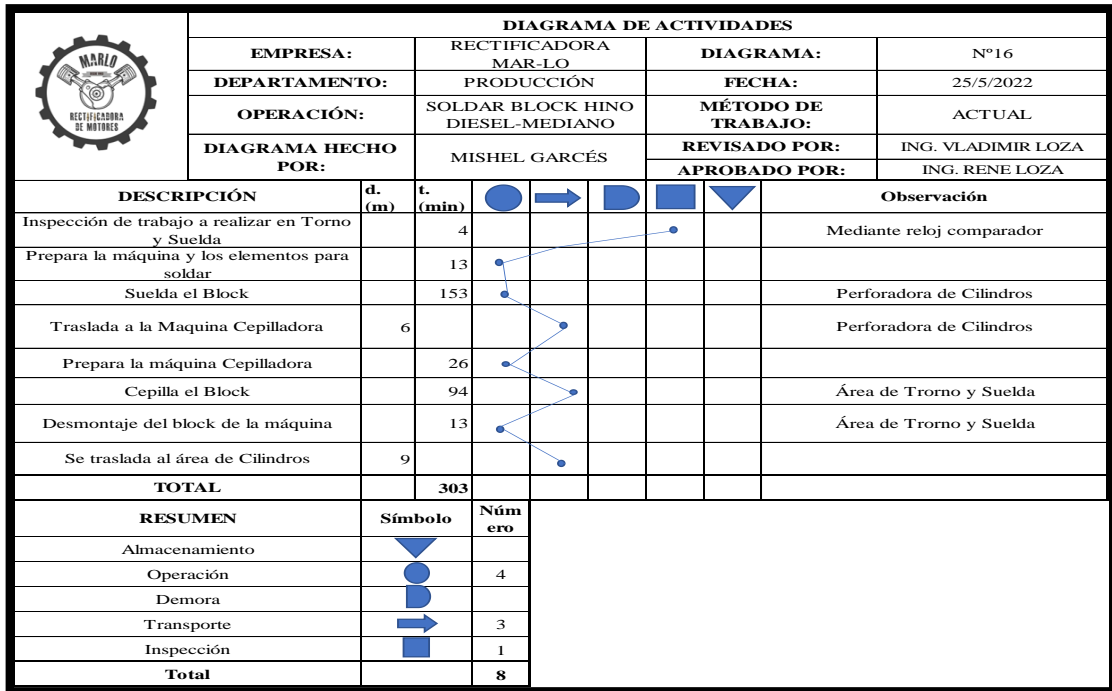 DIAGRAMA DE ACTIVIDADES
MARLO
RECTIFICADORA
DE MOTORES
EMPRESA:
RECTIFICADORA
MAR-LO
DIAGRAMA:
Nº16
DEPARTAMENTO:
PRODUCCIÓN
FECHA:
25/5/2022
OPERACIÓN:
SOLDAR BLOCK HINO
DIESEL-MEDIANO
MÉTODO DE
TRABAJO:
ACTUAL
DIAGRAMA HECHO
POR:
MISHEL GARCÉS
REVISADO POR:
ING. VLADIMIR LOZA
APROBADO POR:
ING. RENE LOZA
DESCRIPCIÓN
d.
(m)
t.
(min)
Observación
Inspección de trabajo a realizar en Torno
y Suelda
4
Mediante reloj comparador
Prepara la máquina y los elementos para
soldar
13
Suelda el Block
153
Perforadora de Cilindros
Traslada a la Maquina Cepilladora
6
Perforadora de Cilindros
Prepara la máquina Cepilladora
26
Cepilla el Block
94
Área de Trorno y Suelda
Desmontaje del block de la máquina
13
Área de Trorno y Suelda
Se traslada al área de Cilindros
9
TOTAL
303
RESUMEN
Símbolo
Núm
ero
Almacenamiento
Operación
4
Demora
Transporte
3
Inspección
1
Total
8